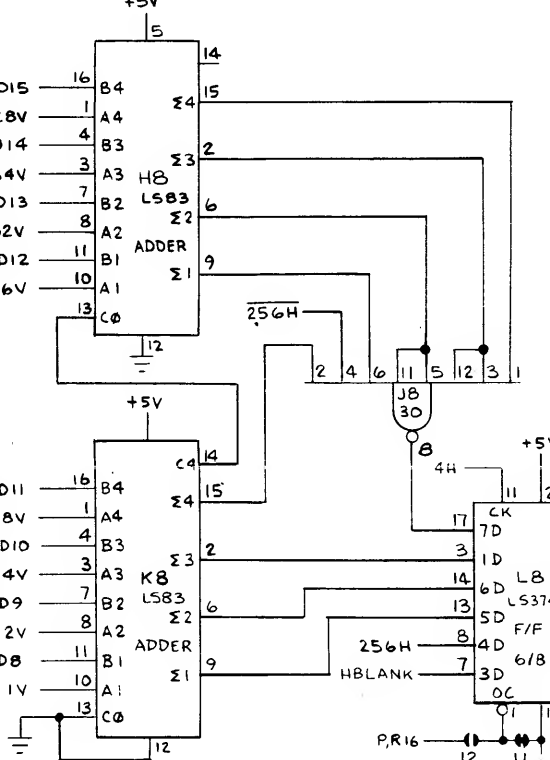 +5V
5
14
D15 16 B4
15
Σ4
8V 1 A4
D14 4 B3
2
Σ3
4V 3 A3
H8
LS83
ADDER
7 B2
D13
6
Σ2
2V 8 A2
D12 11 B1
9
Σ1
6V 10 A1
13 CØ
12
256H
2 4 6 11 5 12 3 1
J8
30
8
+5V
14
C4
D11 16 B4
15
Σ4
8V 1 A4
D10 4 B3
2
Σ3
4V 3 A3
K8
LS83
ADDER
D9 7 B2
6
Σ2
2V 8 A2
D8 11 B1
9
Σ1
1V 10 A1
13 CØ
12
+5V
4H
11
2
CK
17 7D
3 1D
14 6D
13 5D
256H 8 4D
HBLANK 7 3D
L8
LS374
F/F
6/8
OC
1
1
P,R16
12
11